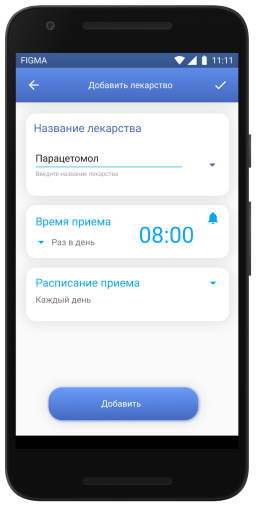 FIGMA 11:11
Добавить лекарство
Название лекарства
Парацетомол
Введите название лекарства
Время приема
Раз в день
08:00
Расписание приема
Каждый день
Добавить